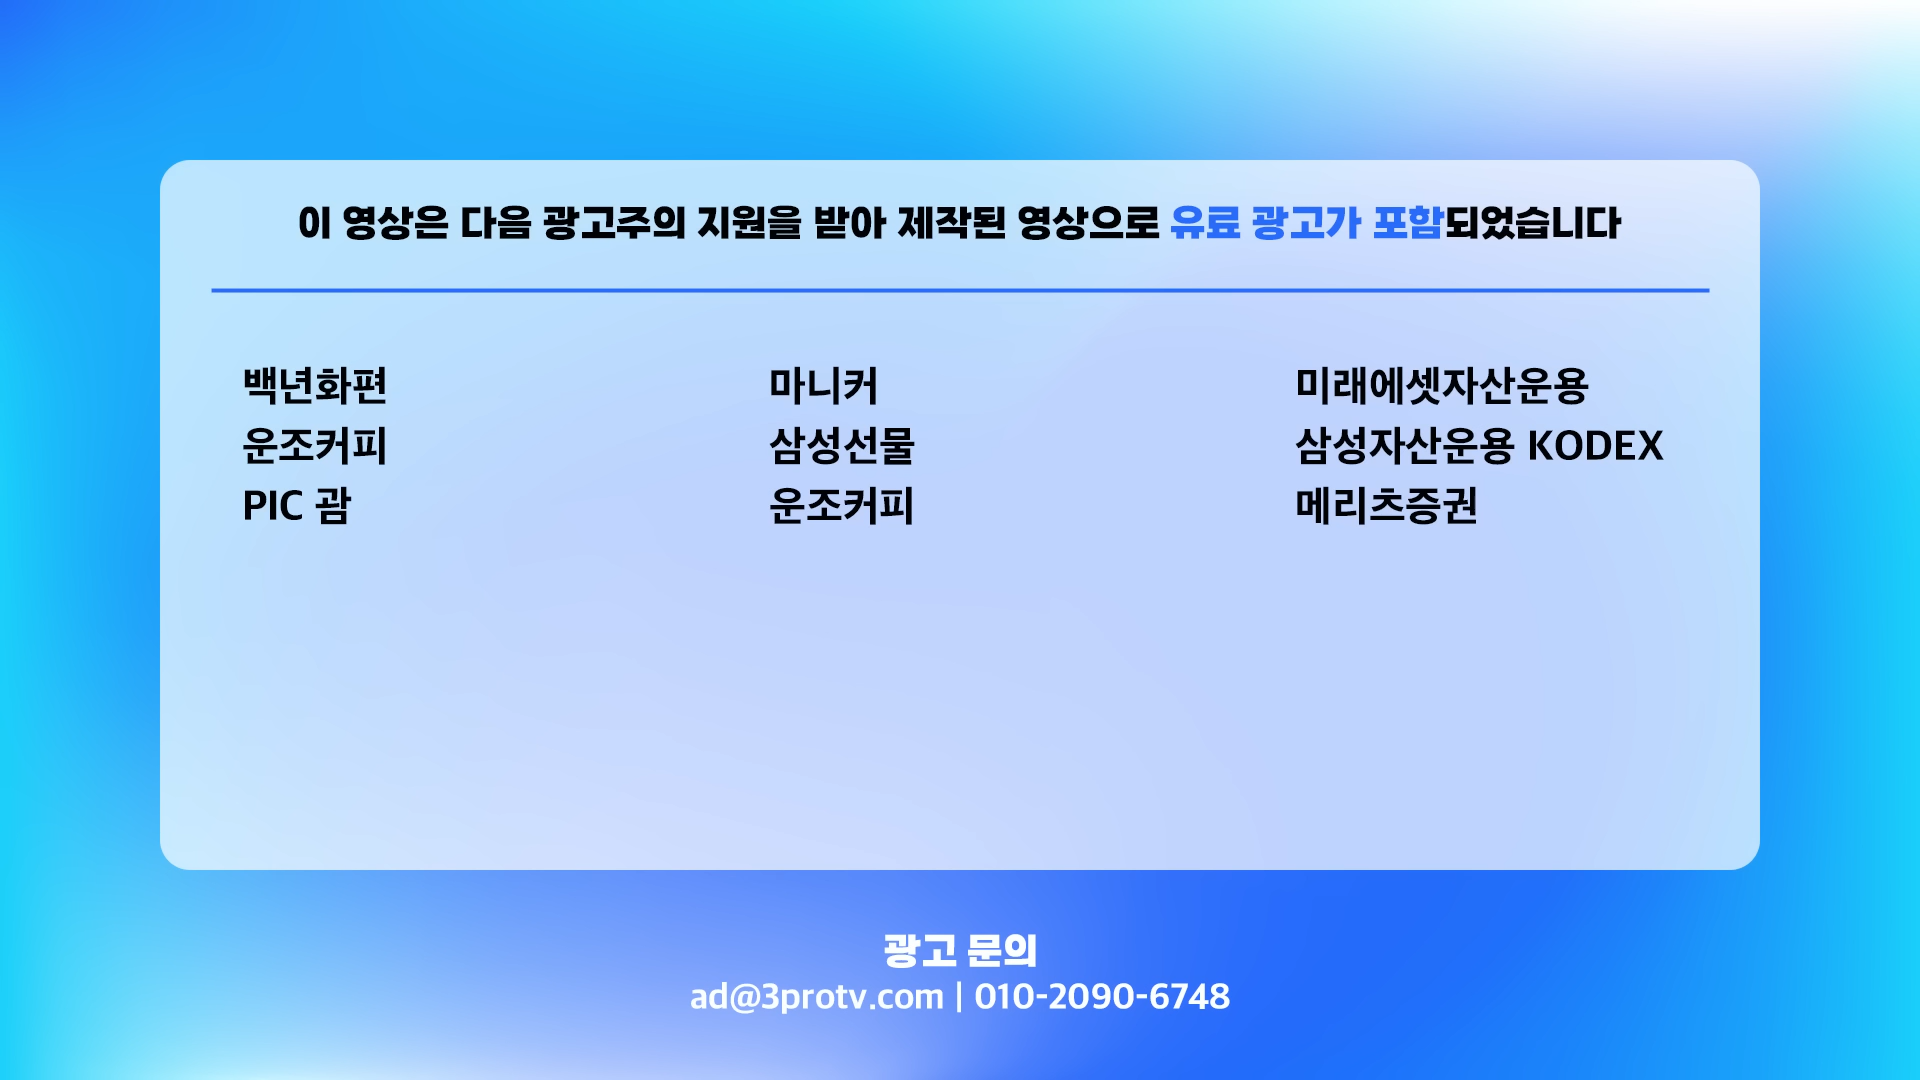 이 영상은 다음 광고주의 지원을 받아 제작된 영상으로 유료 광고가 포함되었습니다
백년화편
운조커피
PIC 괌
마니커
삼성선물
운조커피
미래에셋자산운용
삼성자산운용 KODEX
메리츠증권
광고 문의
ad@3protv.com | 010-2090-6748